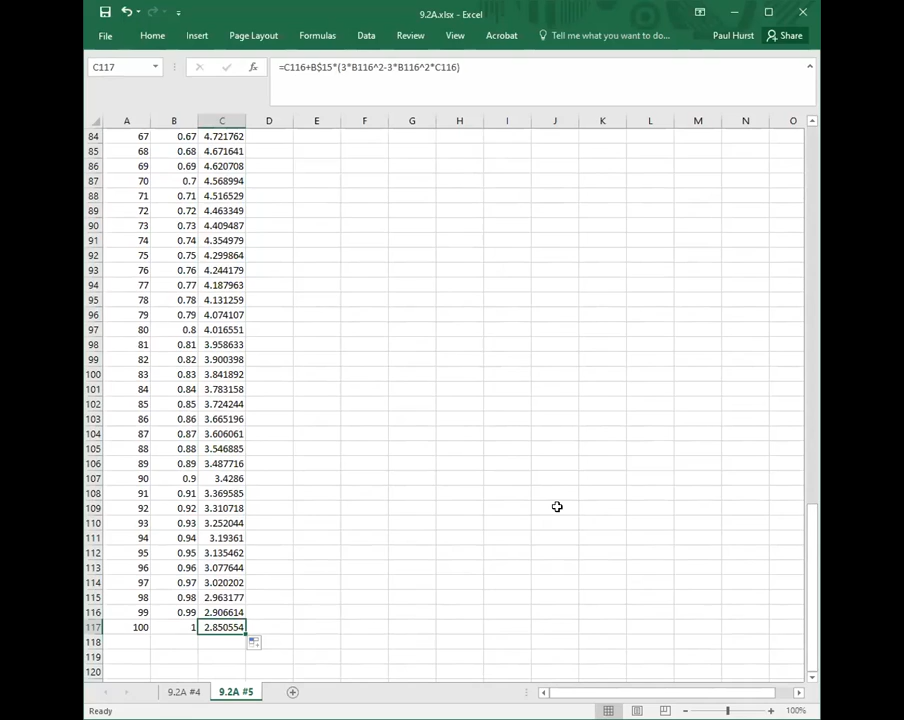 9.2A.xlsx - Excel
File Home Insert Page Layout Formulas Data Review View Acrobat Tell me what you want to do... Paul Hurst Share
C117 fx =C116+B$15*(3*B116^2-3*B116^2*C116)
A B C D E F G H I J K L M N O
84 67 0.67 4.721762
85 68 0.68 4.671641
86 69 0.69 4.620708
87 70 0.7 4.568994
88 71 0.71 4.516529
89 72 0.72 4.463349
90 73 0.73 4.409487
91 74 0.74 4.354979
92 75 0.75 4.299864
93 76 0.76 4.244179
94 77 0.77 4.187963
95 78 0.78 4.131259
96 79 0.79 4.074107
97 80 0.8 4.016551
98 81 0.81 3.958633
99 82 0.82 3.900398
100 83 0.83 3.841892
101 84 0.84 3.783158
102 85 0.85 3.724244
103 86 0.86 3.665196
104 87 0.87 3.606061
105 88 0.88 3.546885
106 89 0.89 3.487716
107 90 0.9 3.4286
108 91 0.91 3.369585
109 92 0.92 3.310718
110 93 0.93 3.252044
111 94 0.94 3.19361
112 95 0.95 3.135462
113 96 0.96 3.077644
114 97 0.97 3.020202
115 98 0.98 2.963177
116 99 0.99 2.906614
117 100 1 2.850554
118
119
120
9.2A #4 9.2A #5
Ready 100%